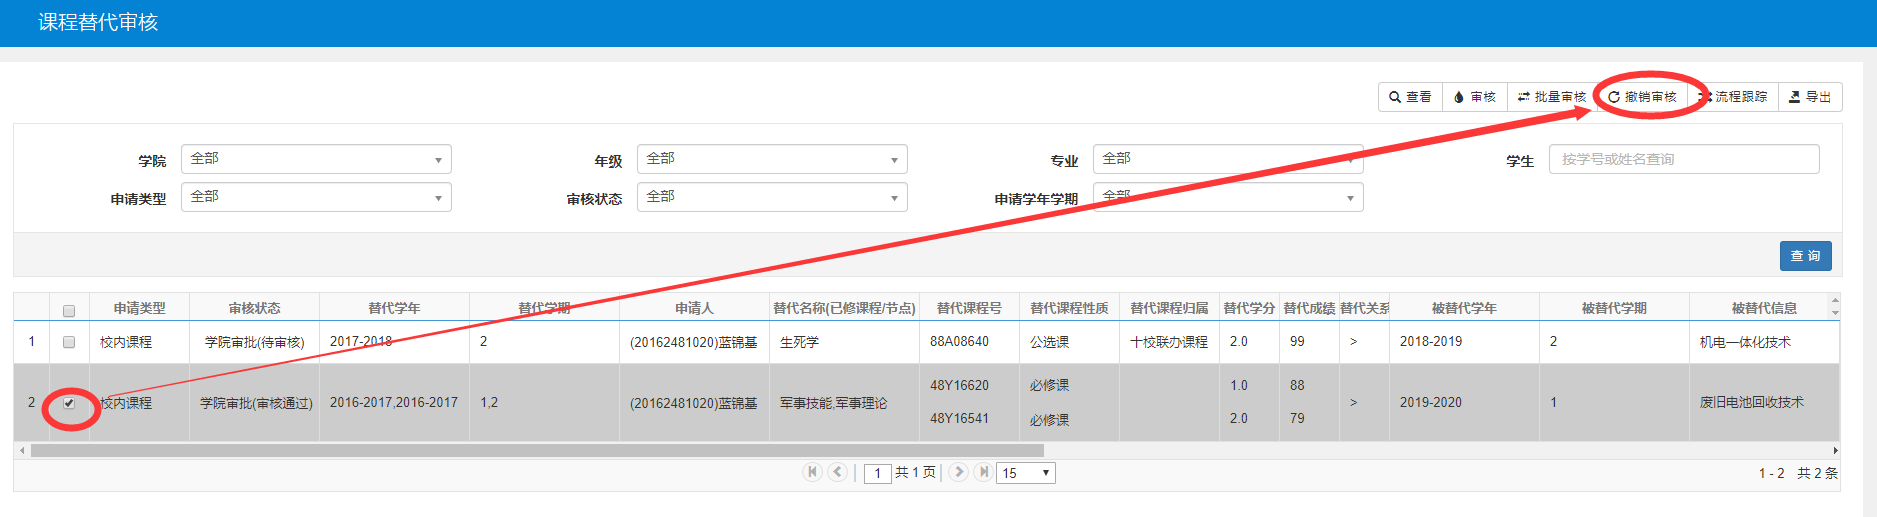 课程替代审核
查看 审核 批量审核 撤销审核 流程跟踪 导出
学院 全部 年级 全部 专业 全部 学生 按学号或姓名查询
申请类型 全部 审核状态 全部 申请学年学期 全部
查 询
申请类型 审核状态 替代学年 替代学期 申请人 替代名称(已修课程/节点) 替代课程号 替代课程性质 替代课程归属 替代学分 替代成绩 替代关系 被替代学年 被替代学期 被替代信息
1 校内课程 学院审批(待审核) 2017-2018 2 (20162481020)蓝锦基 生死学 88A08640 公选课 十校联办课程 2.0 99 > 2018-2019 2 机电一体化技术
2 校内课程 学院审批(审核通过) 2016-2017,2016-2017 1,2 (20162481020)蓝锦基 军事技能,军事理论 48Y16620 必修课 1.0 88 > 2019-2020 1 废旧电池回收技术
48Y16541 必修课 2.0 79
1 共 1 页 15 1 - 2 共 2 条